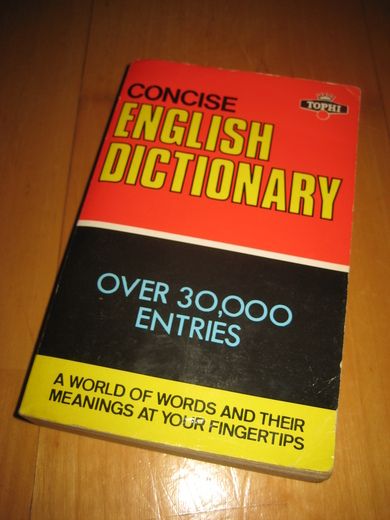 CONCISE
TOPHI
ENGLISH
DICTIONARY
OVER 30,000
ENTRIES
A WORLD OF WORDS AND THEIR
MEANINGS AT YOUR FINGERTIPS